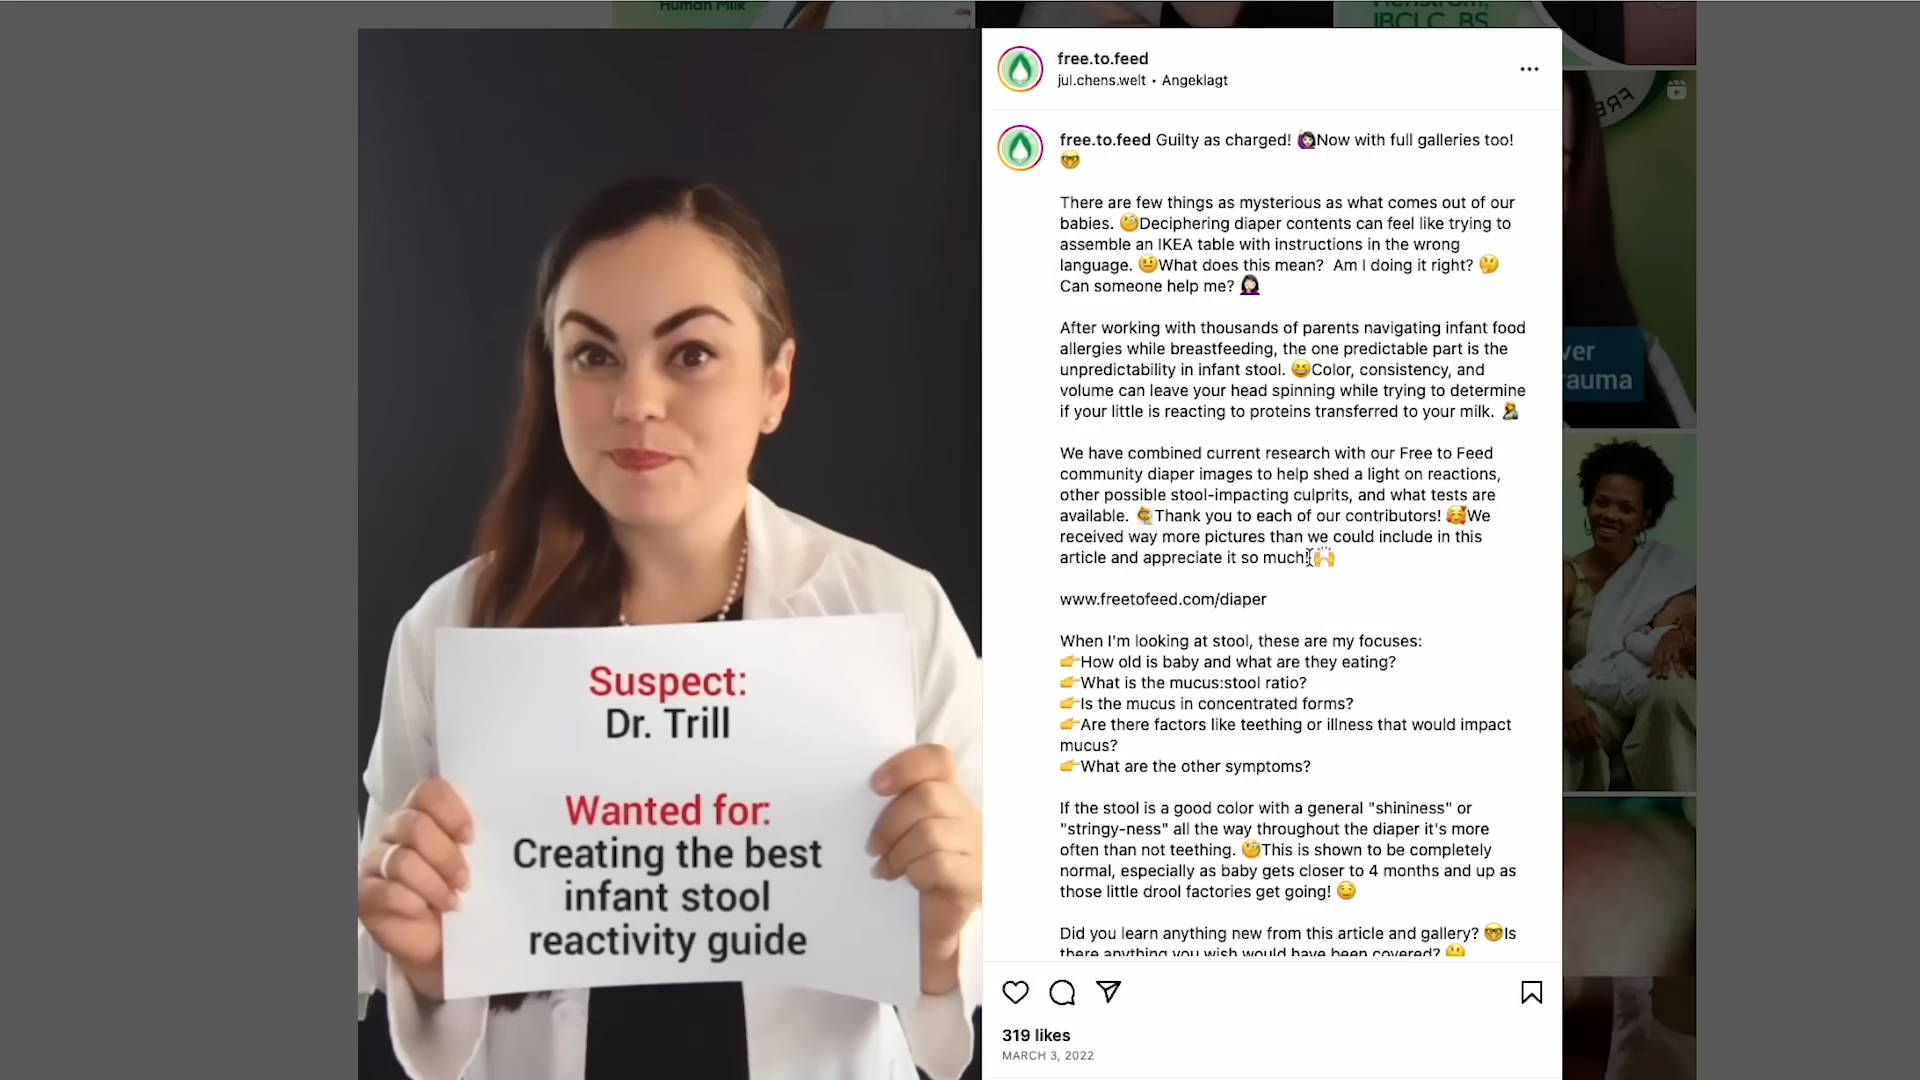 Human Milk
IBCLC, BS
free.to.feed
jul.chens.welt • Angeklagt
free.to.feed Guilty as charged! 🙋🏻‍♀️Now with full galleries too!
🤓
There are few things as mysterious as what comes out of our
babies. 🧐Deciphering diaper contents can feel like trying to
assemble an IKEA table with instructions in the wrong
language. 🤨What does this mean?  Am I doing it right? 🤔
Can someone help me? 🤷🏻‍♀️
After working with thousands of parents navigating infant food
allergies while breastfeeding, the one predictable part is the
unpredictability in infant stool. 😆Color, consistency, and
volume can leave your head spinning while trying to determine
if your little is reacting to proteins transferred to your milk. 🤱
We have combined current research with our Free to Feed
community diaper images to help shed a light on reactions,
other possible stool-impacting culprits, and what tests are
available. Thank you to each of our contributors! 🥰We
received way more pictures than we could include in this
article and appreciate it so much!🙌
www.freetofeed.com/diaper
When I'm looking at stool, these are my focuses:
👉How old is baby and what are they eating?
👉What is the mucus:stool ratio?
👉Is the mucus in concentrated forms?
👉Are there factors like teething or illness that would impact
mucus?
👉What are the other symptoms?
If the stool is a good color with a general "shininess" or
"stringy-ness" all the way throughout the diaper it's more
often than not teething. 🧐This is shown to be completely
normal, especially as baby gets closer to 4 months and up as
those little drool factories get going! 🤤
Did you learn anything new from this article and gallery? 🤓Is
there anything you wish would have been covered?
319 likes
MARCH 3, 2022
Suspect:
Dr. Trill
Wanted for:
Creating the best
infant stool
reactivity guide
FRE
ver
rauma